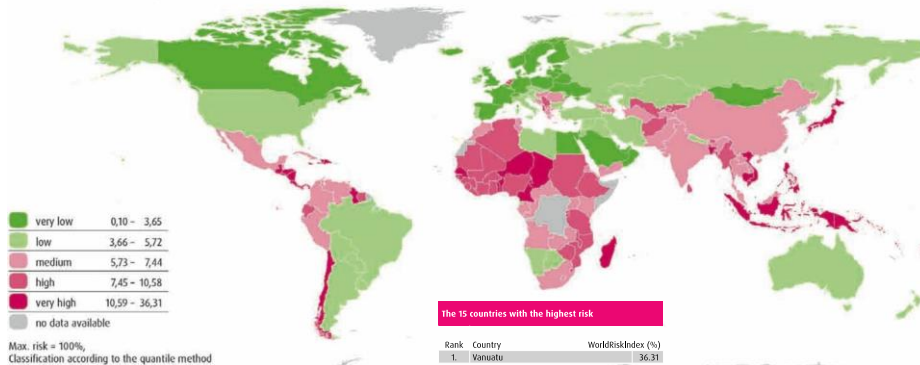 very low 0,10 – 3,65
low 3,66 – 5,72
medium 5,73 – 7,44
high 7,45 – 10,58
very high 10,59 – 36,31
no data available
Max. risk = 100%,
Classification according to the quantile method
The 15 countries with the highest risk
Rank Country WorldRiskIndex (%)
1. Vanuatu 36.31